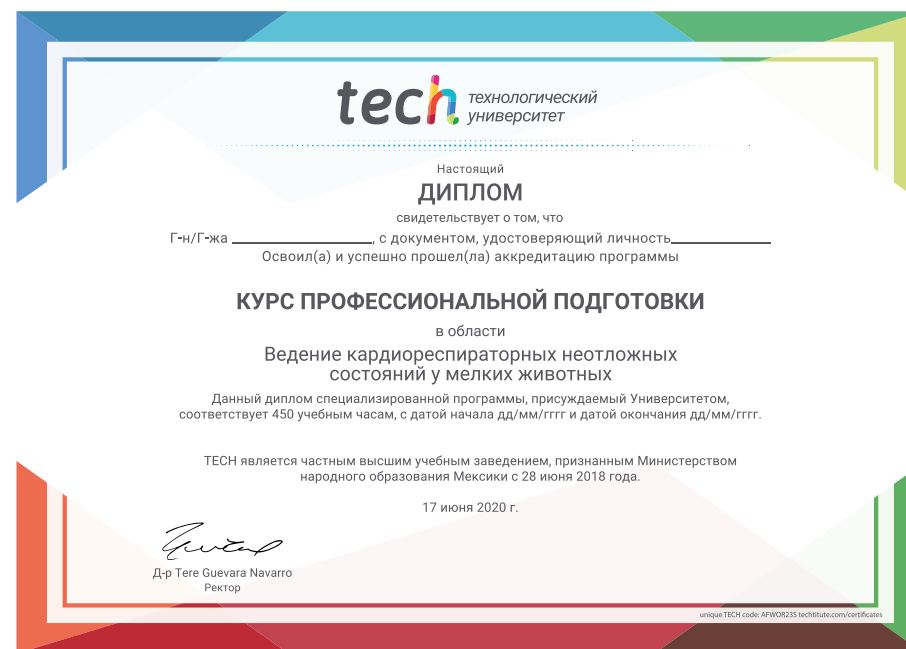 tech технологический
университет
Настоящий
ДИПЛОМ
свидетельствует о том, что
Г-н/Г-жа ____________________, с документом, удостоверяющий личность______________
Освоил(а) и успешно прошел(ла) аккредитацию программы
КУРС ПРОФЕССИОНАЛЬНОЙ ПОДГОТОВКИ
в области
Ведение кардиореспираторных неотложных
состояний у мелких животных
Данный диплом специализированной программы, присуждаемый Университетом,
соответствует 450 учебным часам, с датой начала дд/мм/гггг и датой окончания дд/мм/гггг.
TECH является частным высшим учебным заведением, признанным Министерством
народного образования Мексики с 28 июня 2018 года.
17 июня 2020 г.
Д-р Tere Guevara Navarro
Ректор
unique TECH code: AFWOR235 techtitute.com/certificates